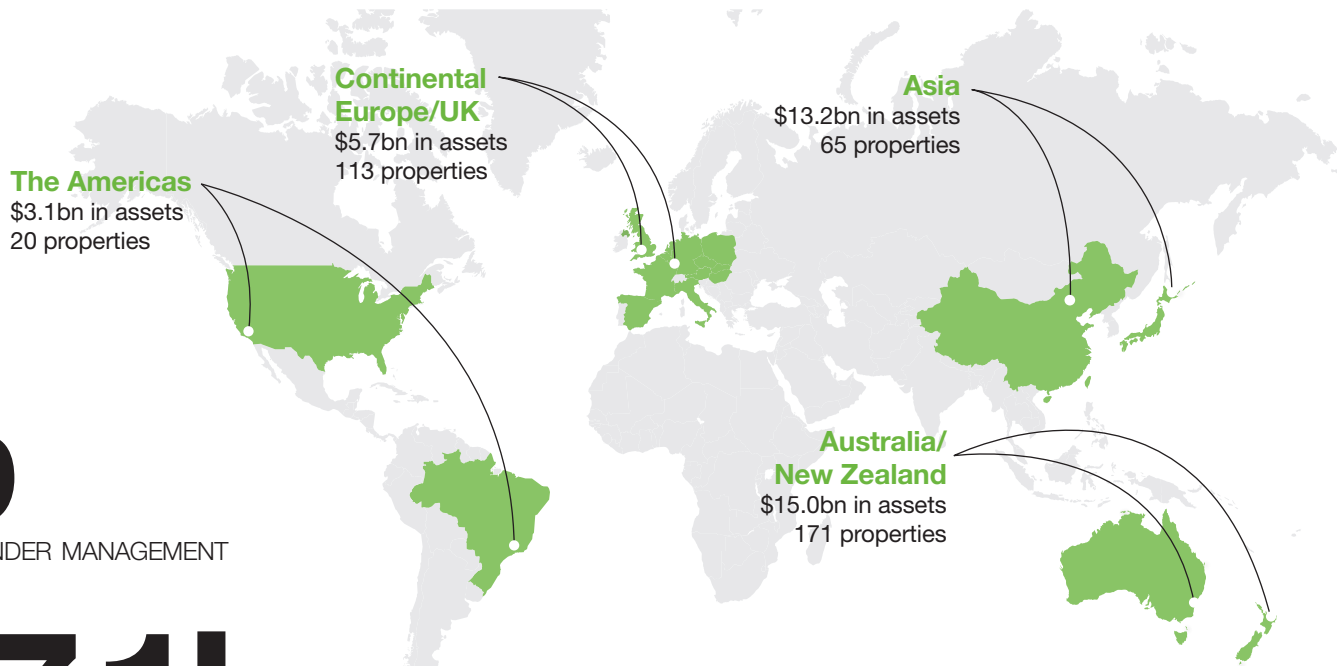 Continental
Europe/UK
$5.7bn in assets
113 properties
Asia
$13.2bn in assets
65 properties
The Americas
$3.1bn in assets
20 properties
Australia/
New Zealand
$15.0bn in assets
171 properties
MANAGEMENT